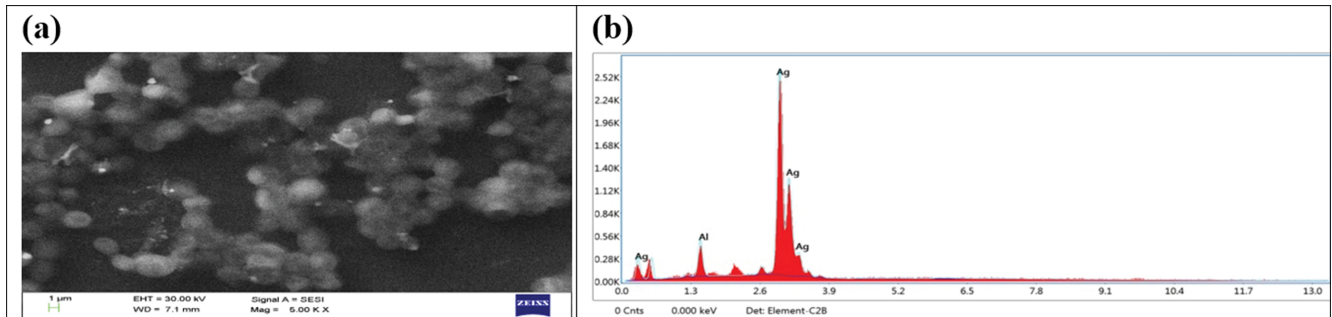 (a)
1 µm
EHT = 30.00 kV
Signal A = SESI
WD = 7.1 mm
Mag = 5.00 K X
ZEISS
(b)
2.52K
2.24K
1.96K
1.68K
1.40K
1.12K
0.84K
0.56K
0.28K
0.00K
Ag
Al
Ag
Ag
Ag
0.0 1.3 2.6 3.9 5.2 6.5 7.8 9.1 10.4 11.7 13.0
0 Cnts 0.000 keV Det: Element-C2B